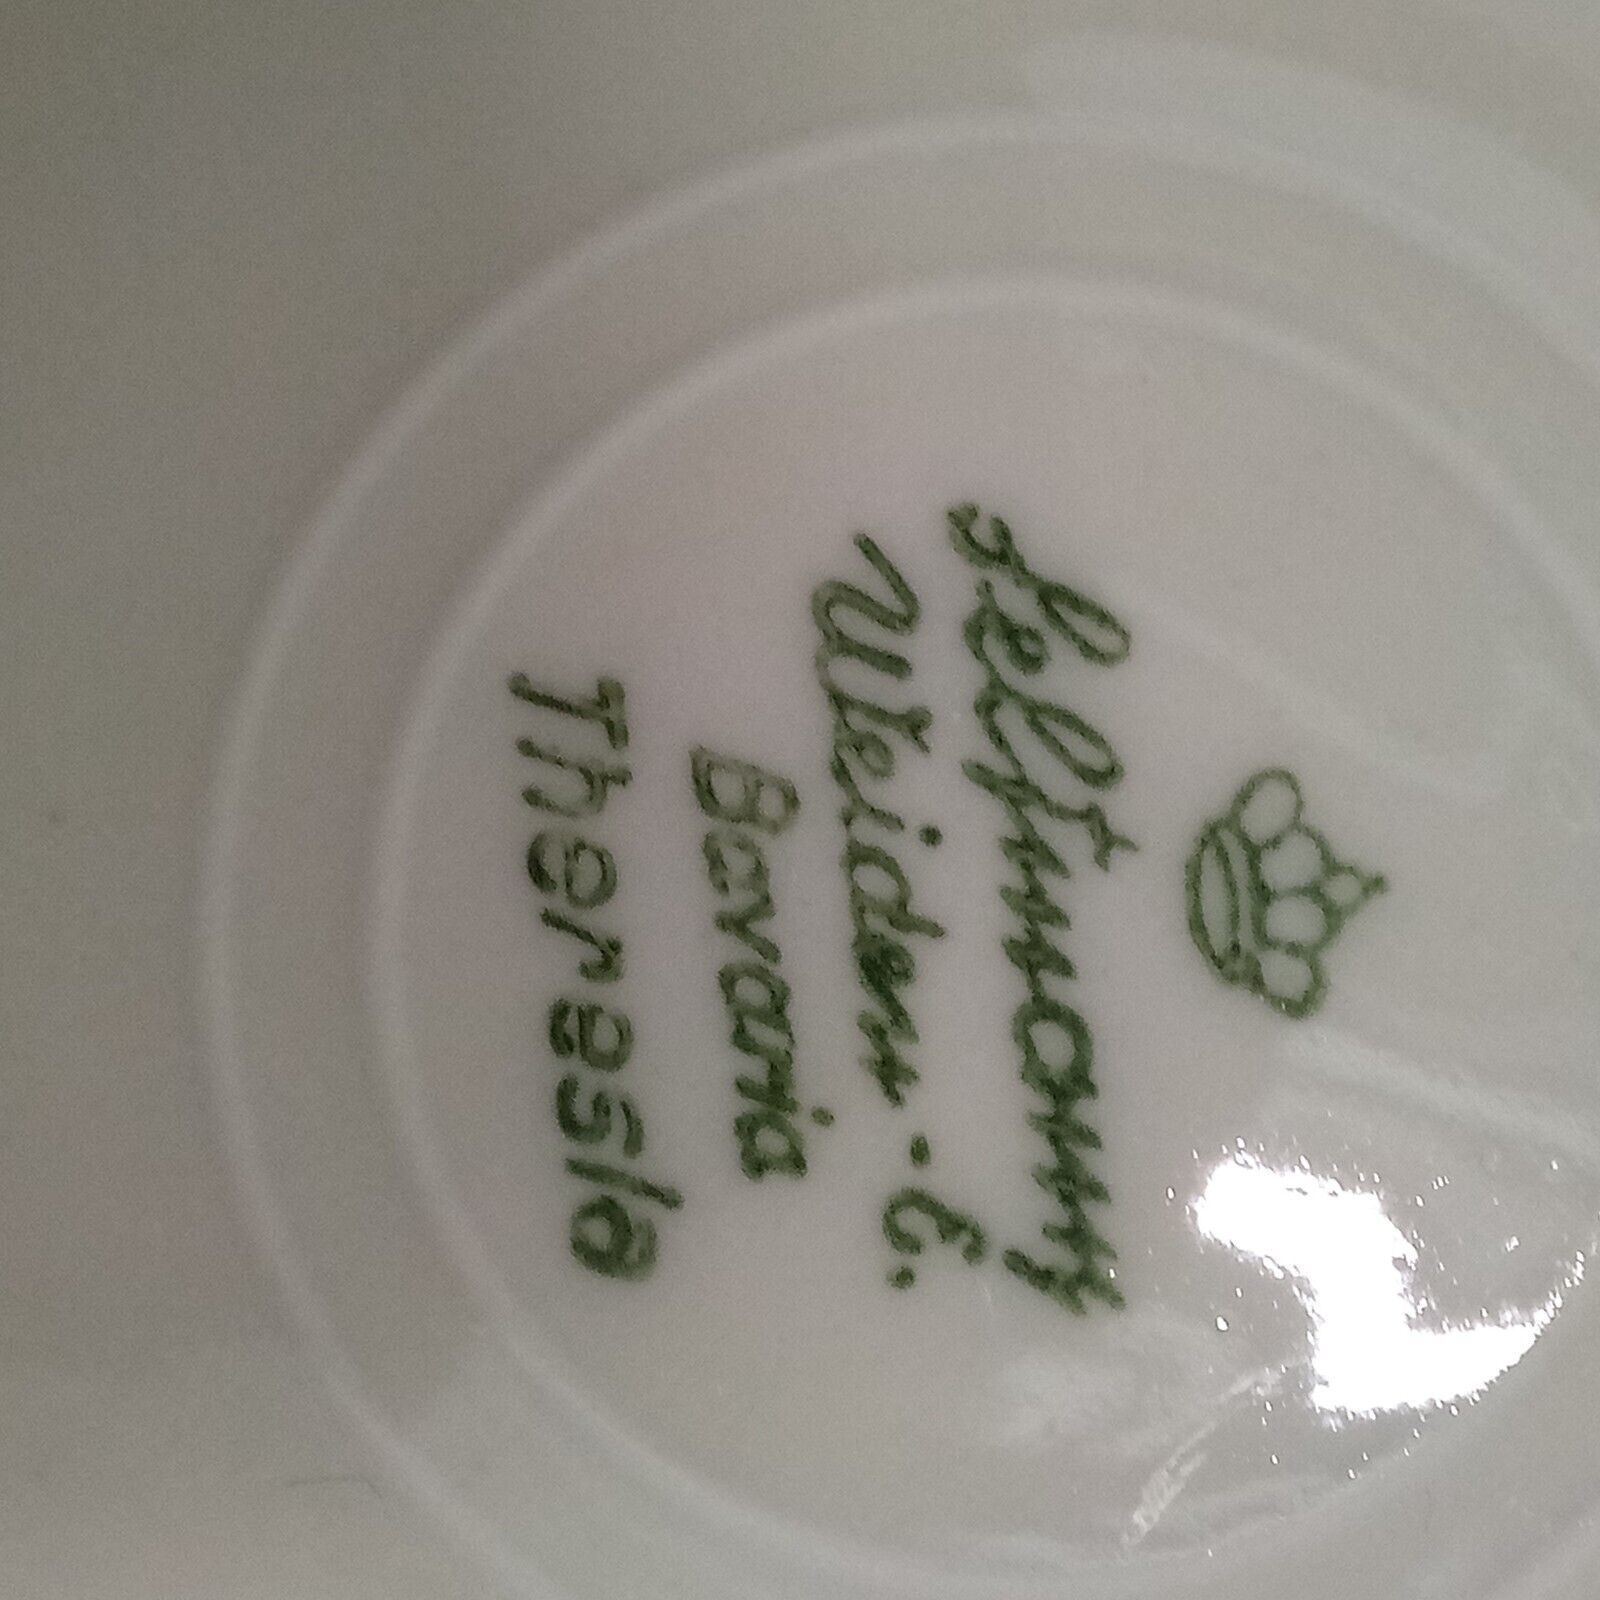 Seltmann
Weiden-E.
Bavaria
Theresia